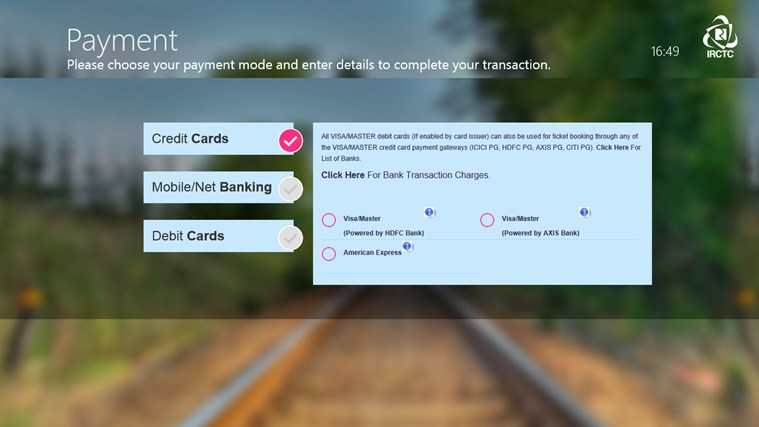 Payment
Please choose your payment mode and enter details to complete your transaction.
16:49
IRCTC
Credit Cards
Mobile/Net Banking
Debit Cards
All VISA/MASTER debit cards (If enabled by card issuer) can also be used for ticket booking through any of
the VISA/MASTER credit card payment gateways (ICICI PG, HDFC PG, AXIS PG, CITI PG). Click Here For
List of Banks.
Click Here For Bank Transaction Charges.
Visa/Master
(Powered by HDFC Bank)
Visa/Master
(Powered by AXIS Bank)
American Express